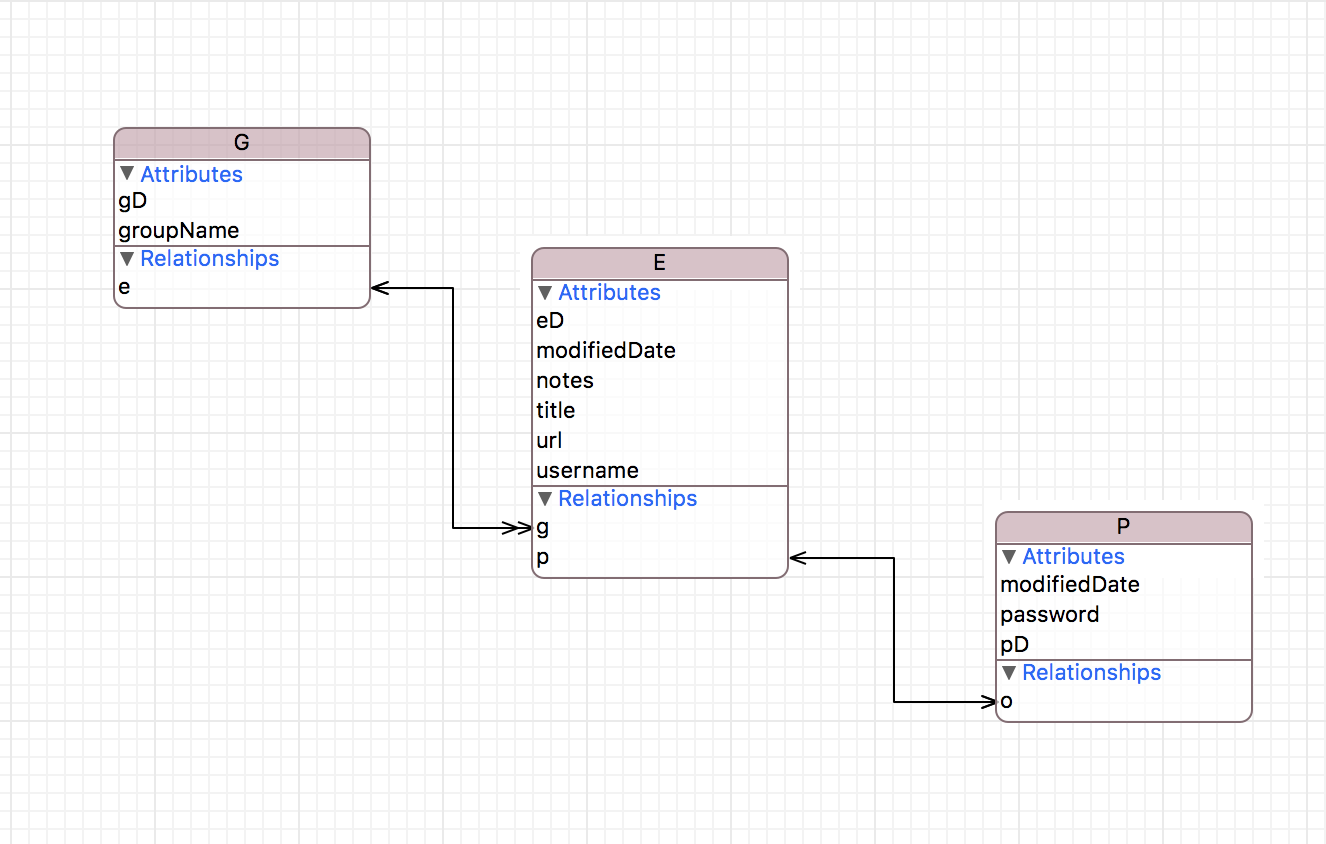 G
Attributes
gD
groupName
Relationships
e
E
Attributes
eD
modifiedDate
notes
title
url
username
Relationships
g
p
P
Attributes
modifiedDate
password
pD
Relationships
o